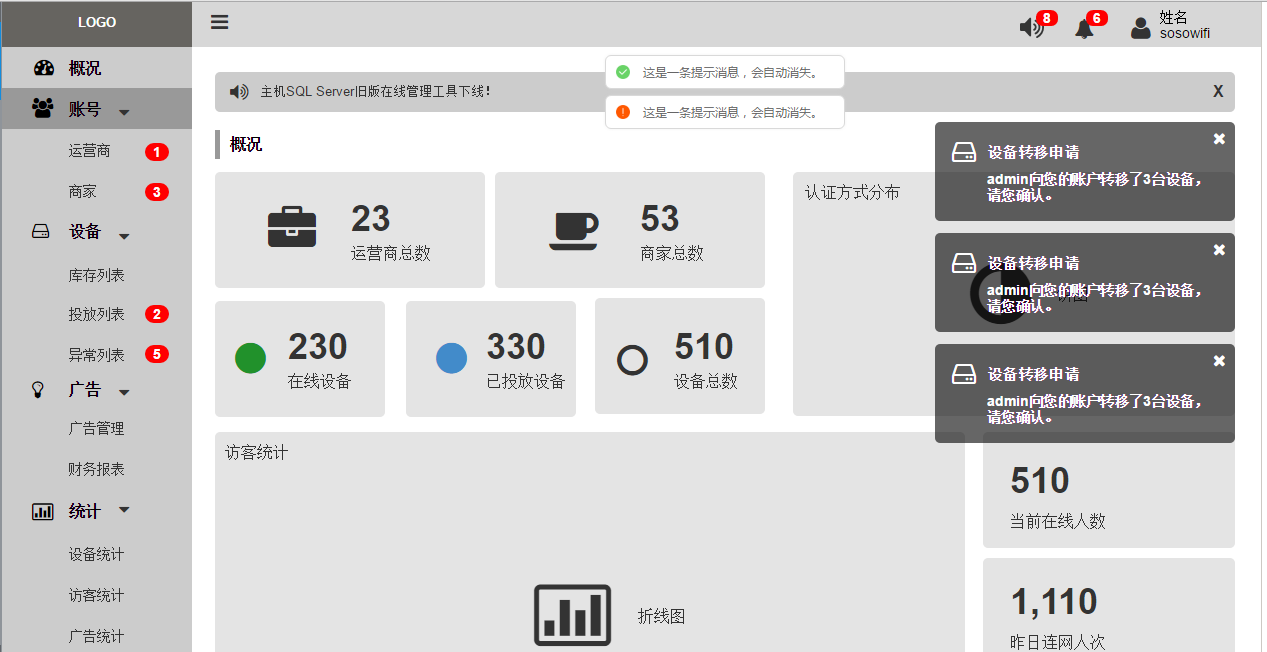 LOGO
8
6
姓名
sosowifi
概况
账号
运营商 1
商家 3
设备
库存列表
投放列表 2
异常列表 5
广告
广告管理
财务报表
统计
设备统计
访客统计
广告统计
主机SQL Server旧版在线管理工具下线！
X
这是一条提示消息，会自动消失。
这是一条提示消息，会自动消失。
概况
23
运营商总数
53
商家总数
230
在线设备
330
已投放设备
510
设备总数
认证方式分布
饼图
设备转移申请
admin向您的账户转移了3台设备，
请您确认。
设备转移申请
admin向您的账户转移了3台设备，
请您确认。
设备转移申请
admin向您的账户转移了3台设备，
请您确认。
访客统计
折线图
510
当前在线人数
1,110
昨日连网人次